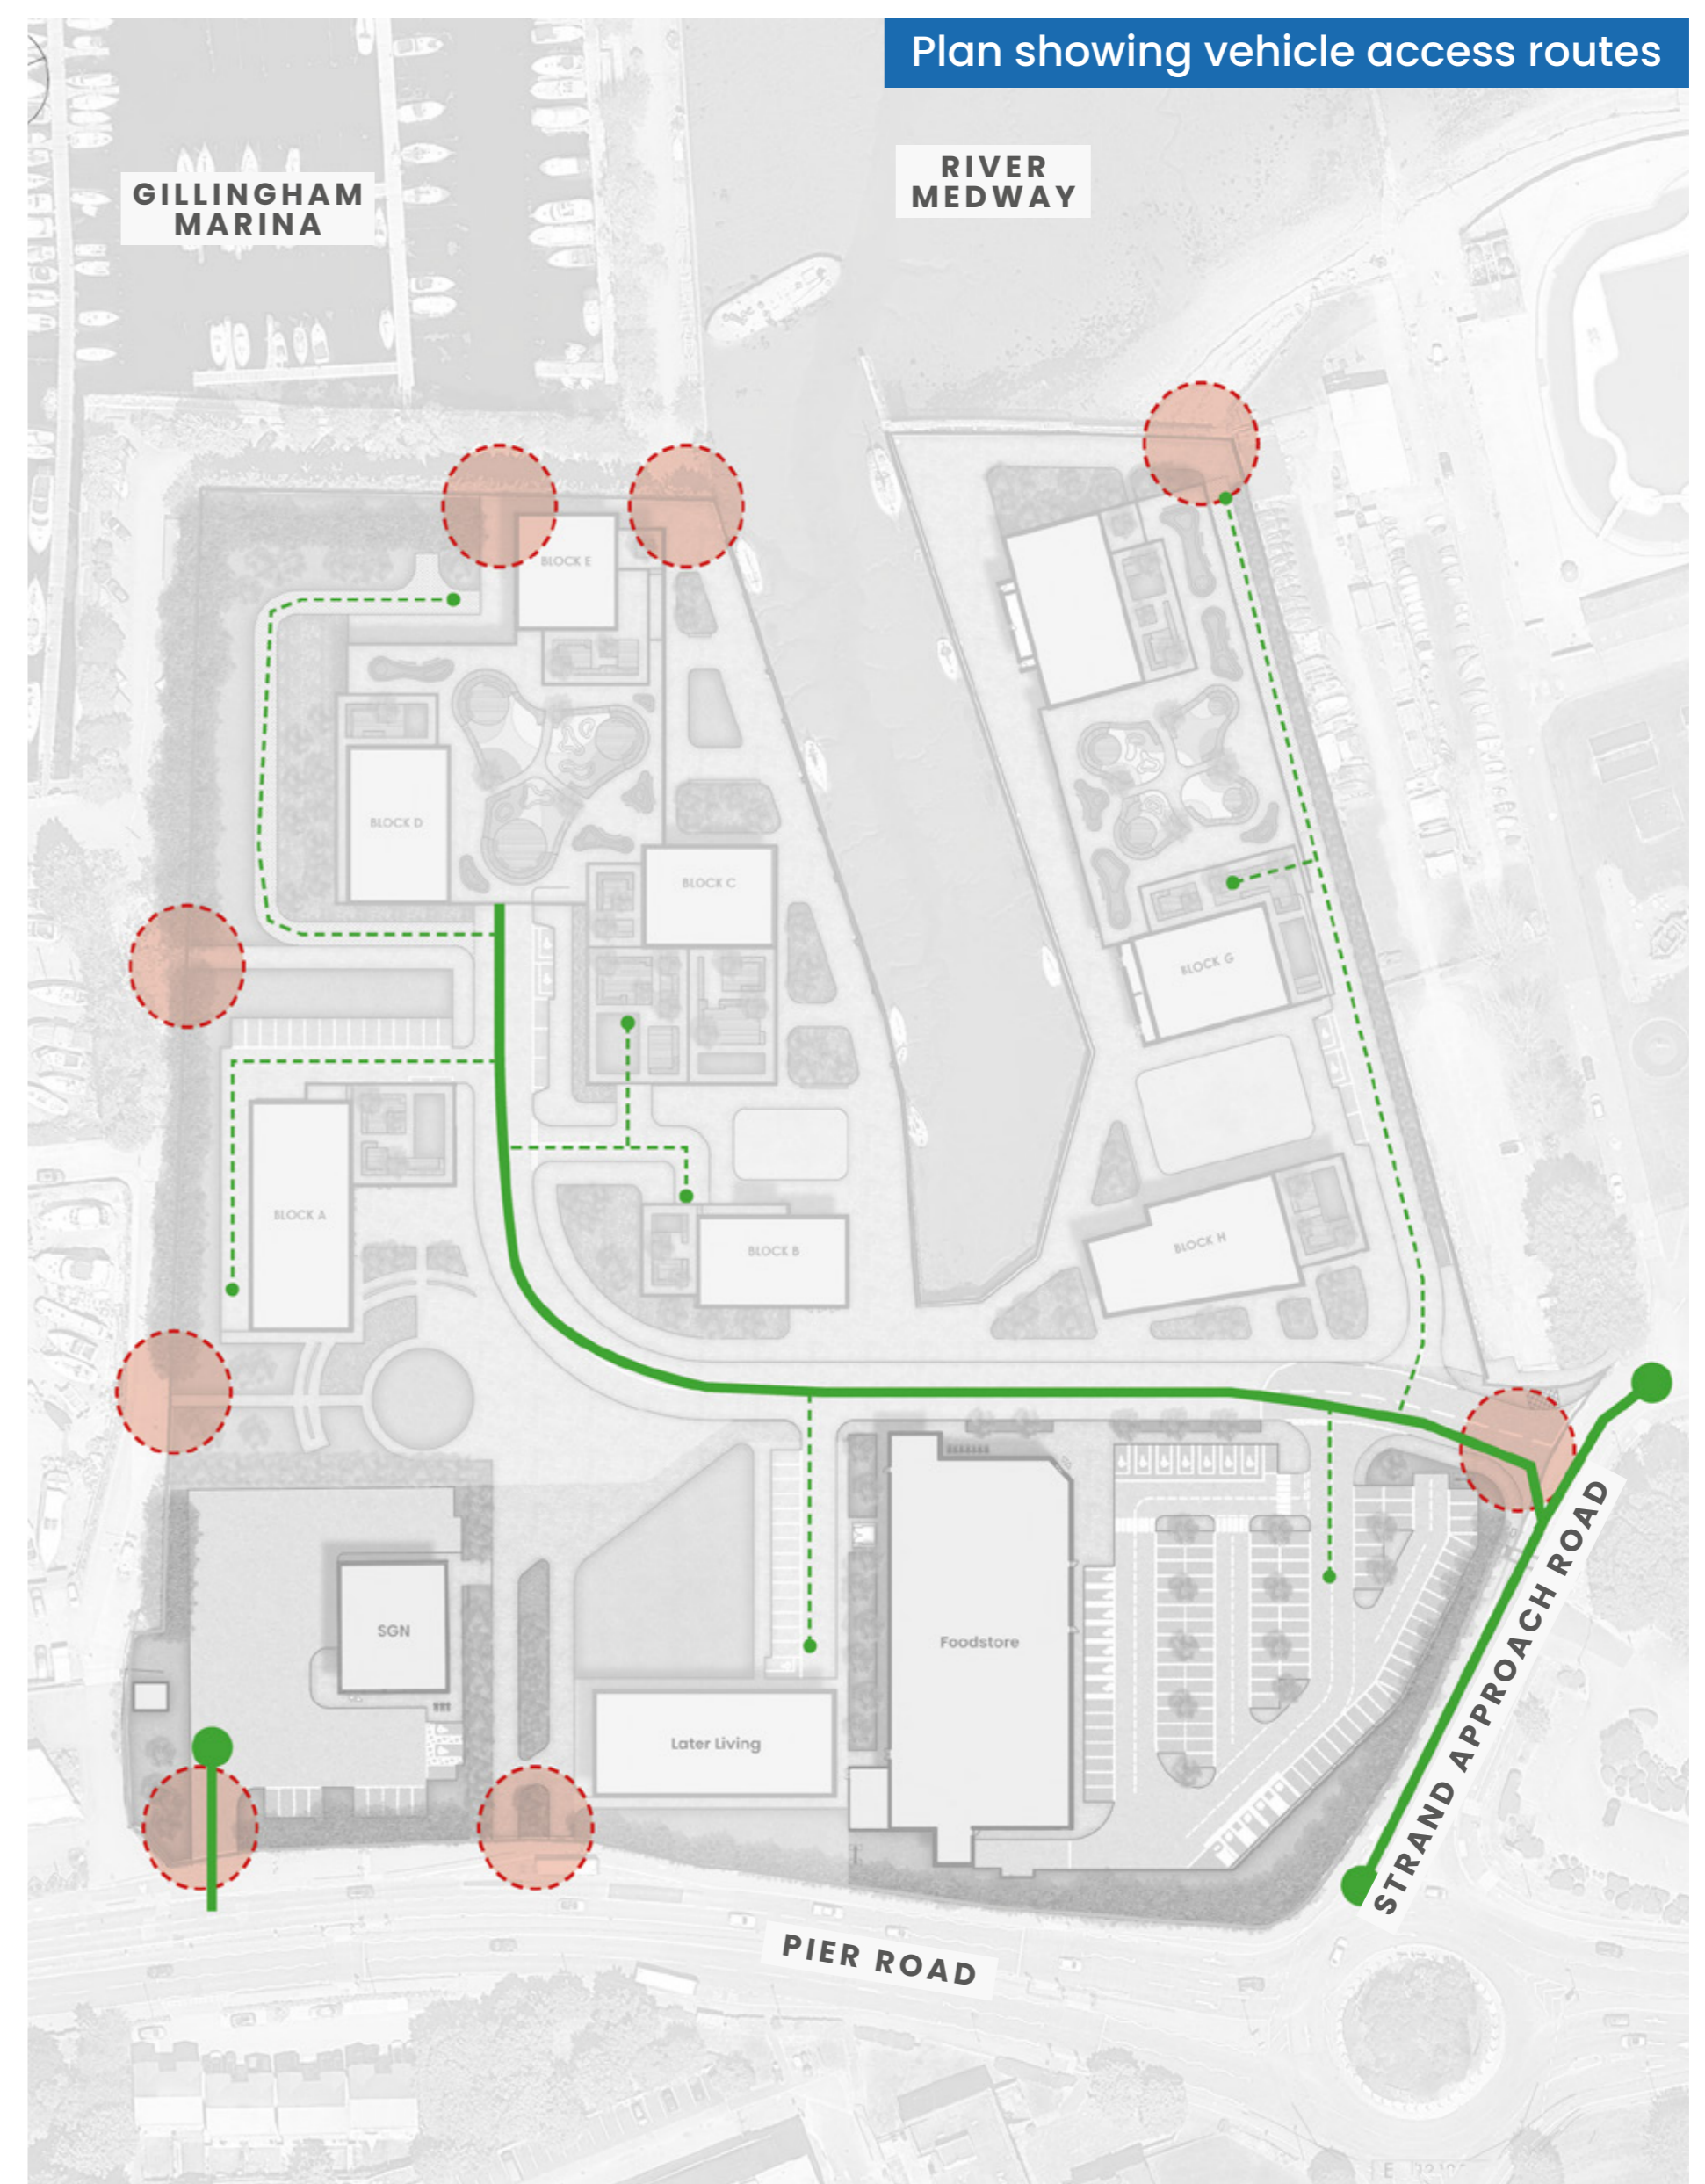 Plan showing vehicle access routes
RIVER
MEDWAY
GILLINGHAM
MARINA
BLOCK E
BLOCK D
BLOCK C
BLOCK G
BLOCK A
BLOCK B
BLOCK H
SGN
Foodstore
Later Living
STRAND APPROACH ROAD
PIER ROAD